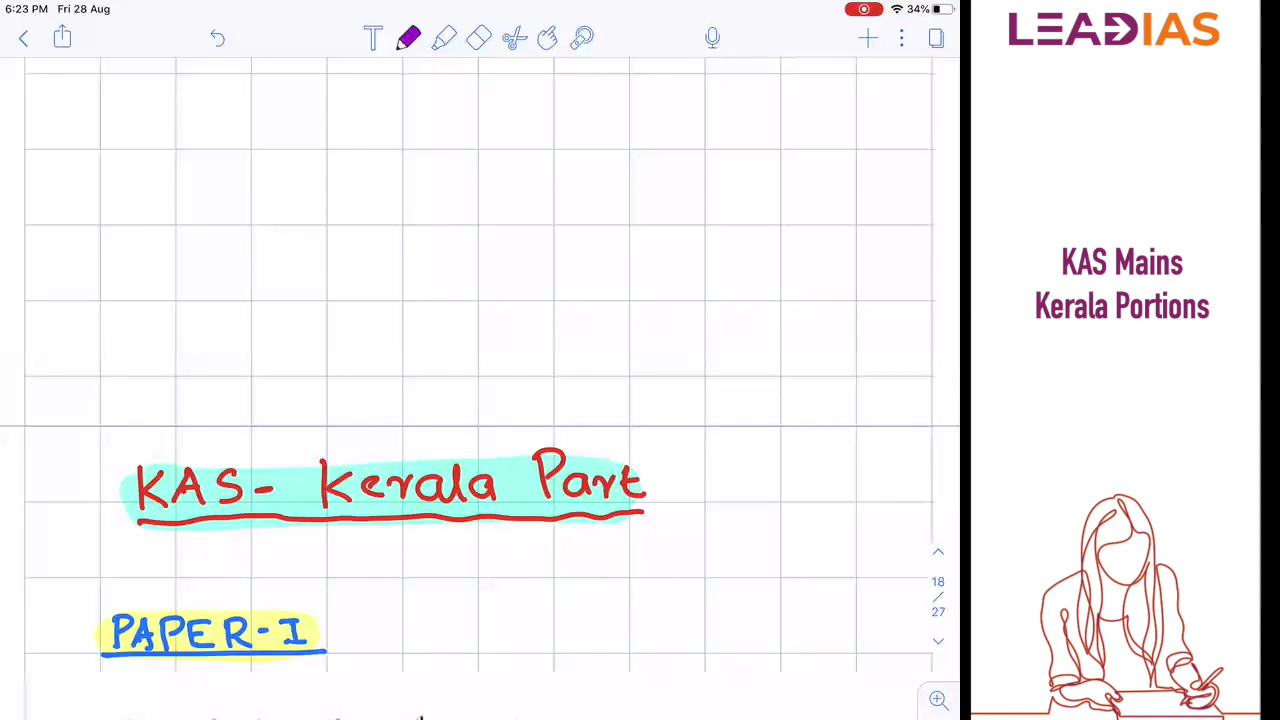 6:23 PM Fri 28 Aug
34%
LEADIAS
KAS Mains
Kerala Portions
KAS- Kerala Part
PAPER-I
18
/
27